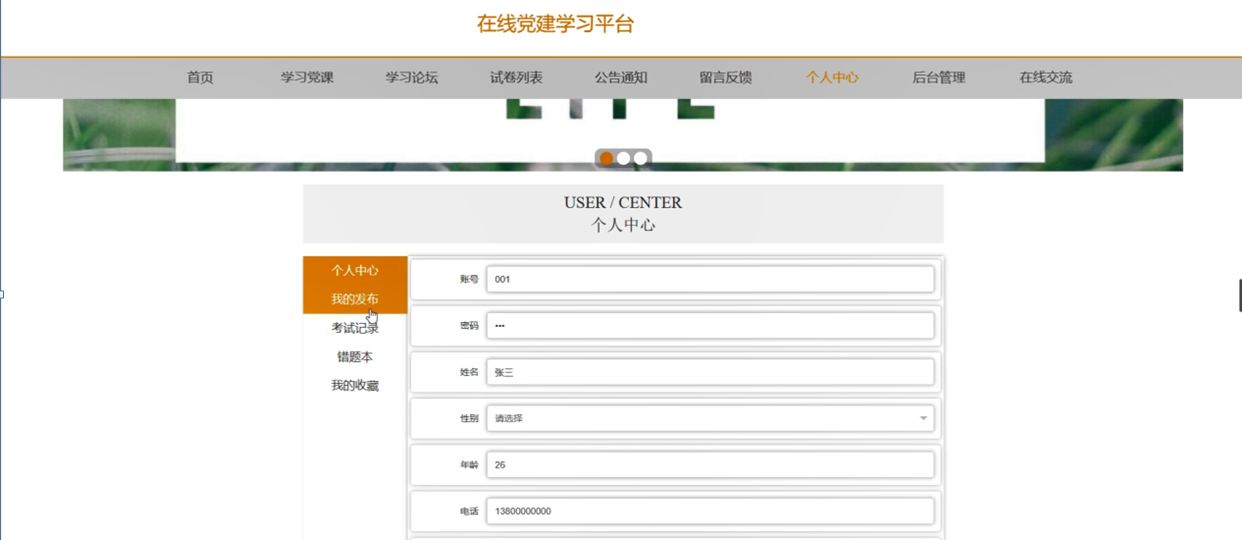 在线党建学习平台
首页 学习党课 学习论坛 试卷列表 公告通知 留言反馈 个人中心 后台管理 在线交流
USER / CENTER
个人中心
个人中心
我的发布
考试记录
错题本
我的收藏
账号 001
密码 •••
姓名 张三
性别 请选择
年龄 26
电话 13800000000